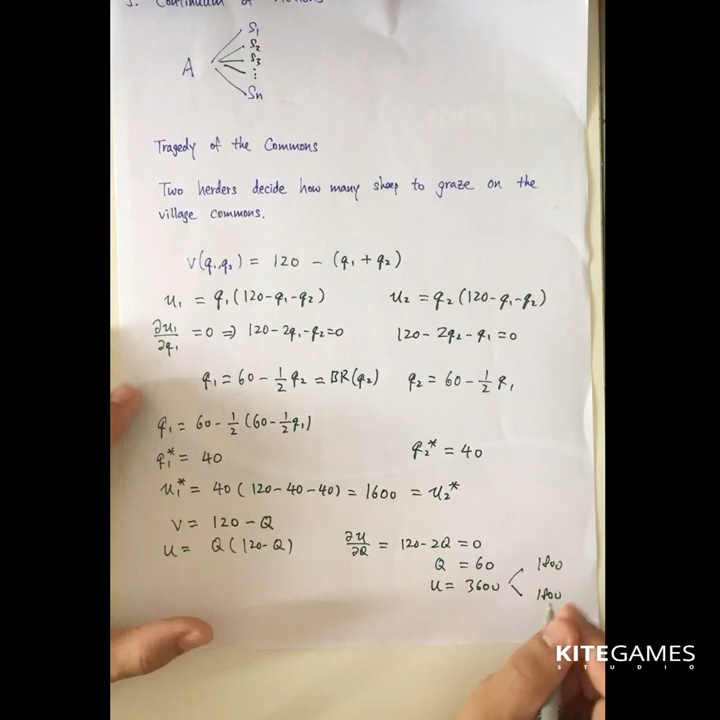 3. Continuum of
S1
S2
A S3
⋮
Sn
Tragedy of the Commons
Two herders decide how many sheep to graze on the
village commons.
V(q1,q2) = 120 - (q1 + q2)
u1 = q1(120-q1-q2) u2 = q2(120-q1-q2)
∂u1/∂q1 = 0 ⇒ 120-2q1-q2=0 120-2q2-q1=0
q1 = 60 - 1/2 q2 = BR(q2) q2 = 60 - 1/2 q1
q1 = 60 - 1/2 (60 - 1/2 q1)
q1* = 40 q2* = 40
u1* = 40(120-40-40) = 1600 = u2*
V = 120 - Q
u = Q(120-Q) ∂u/∂Q = 120-2Q = 0
Q = 60 1800
u = 3600
1800
KITEGAMES
STUDIO